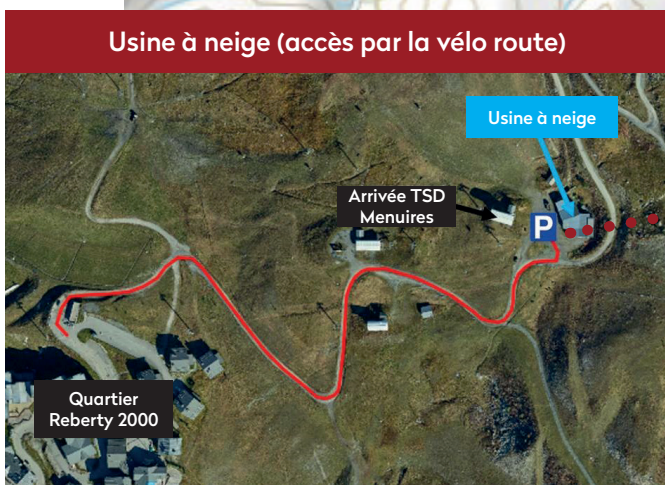 Usine à neige (accès par la vélo route)
Usine à neige
Arrivée TSD
Menuires
P
Quartier
Reberty 2000